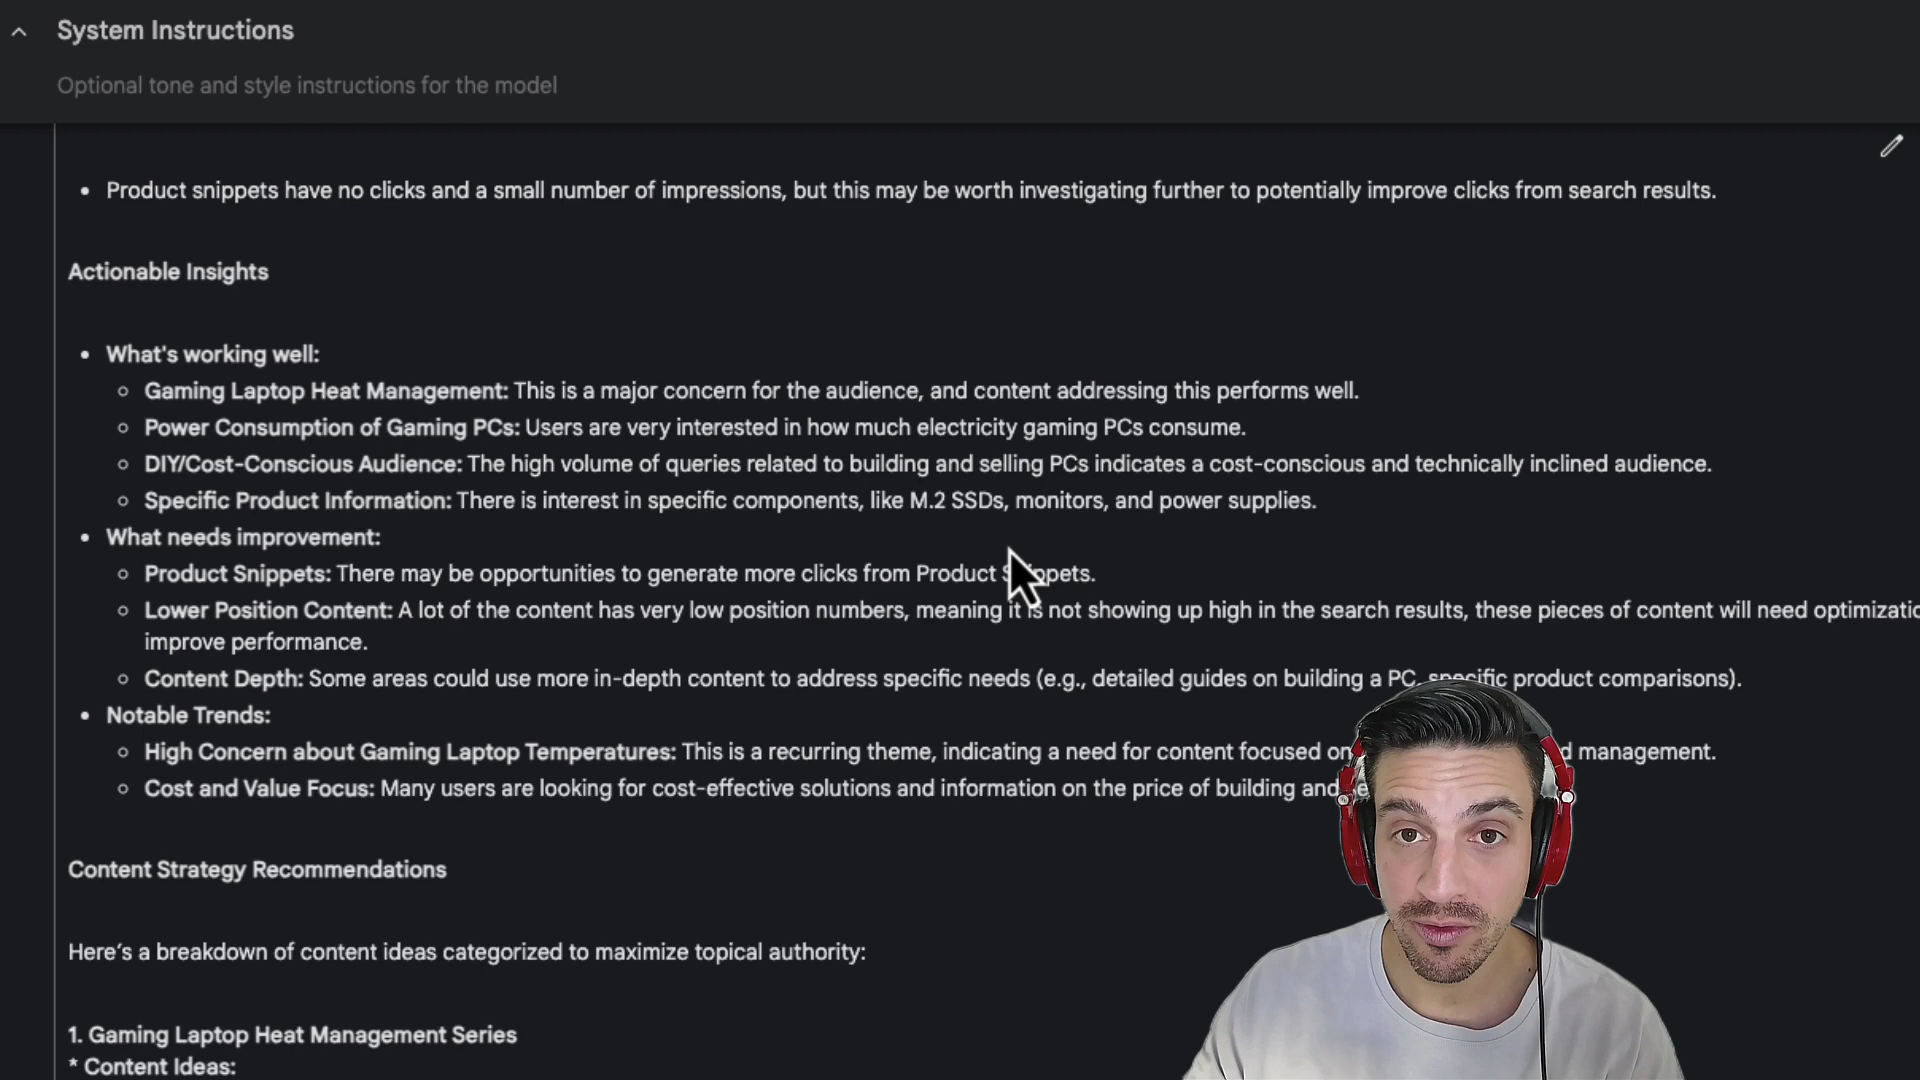 System Instructions
Optional tone and style instructions for the model
• Product snippets have no clicks and a small number of impressions, but this may be worth investigating further to potentially improve clicks from search results.
Actionable Insights
• What's working well:
○ Gaming Laptop Heat Management: This is a major concern for the audience, and content addressing this performs well.
○ Power Consumption of Gaming PCs: Users are very interested in how much electricity gaming PCs consume.
○ DIY/Cost-Conscious Audience: The high volume of queries related to building and selling PCs indicates a cost-conscious and technically inclined audience.
○ Specific Product Information: There is interest in specific components, like M.2 SSDs, monitors, and power supplies.
• What needs improvement:
○ Product Snippets: There may be opportunities to generate more clicks from Product Snippets.
○ Lower Position Content: A lot of the content has very low position numbers, meaning it is not showing up high in the search results, these pieces of content will need
improve performance.
○ Content Depth: Some areas could use more in-depth content to address specific needs (e.g., detailed guides on building a PC, specific product comparisons).
• Notable Trends:
○ High Concern about Gaming Laptop Temperatures: This is a recurring theme, indicating a need for content focused on management.
○ Cost and Value Focus: Many users are looking for cost-effective solutions and information on the price of building and
Content Strategy Recommendations
Here's a breakdown of content ideas categorized to maximize topical authority:
1. Gaming Laptop Heat Management Series
* Content Ideas: